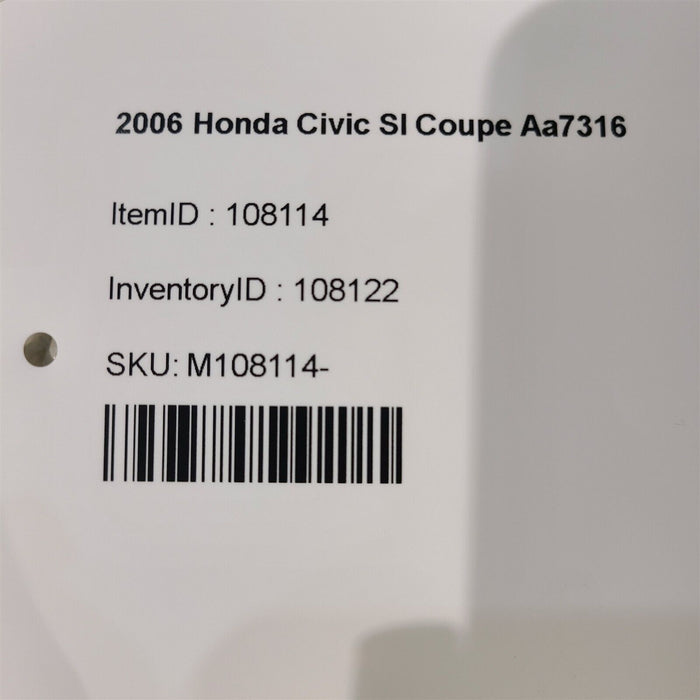 2006 Honda Civic SI Coupe Aa7316
ItemID : 108114
InventoryID : 108122
SKU: M108114-